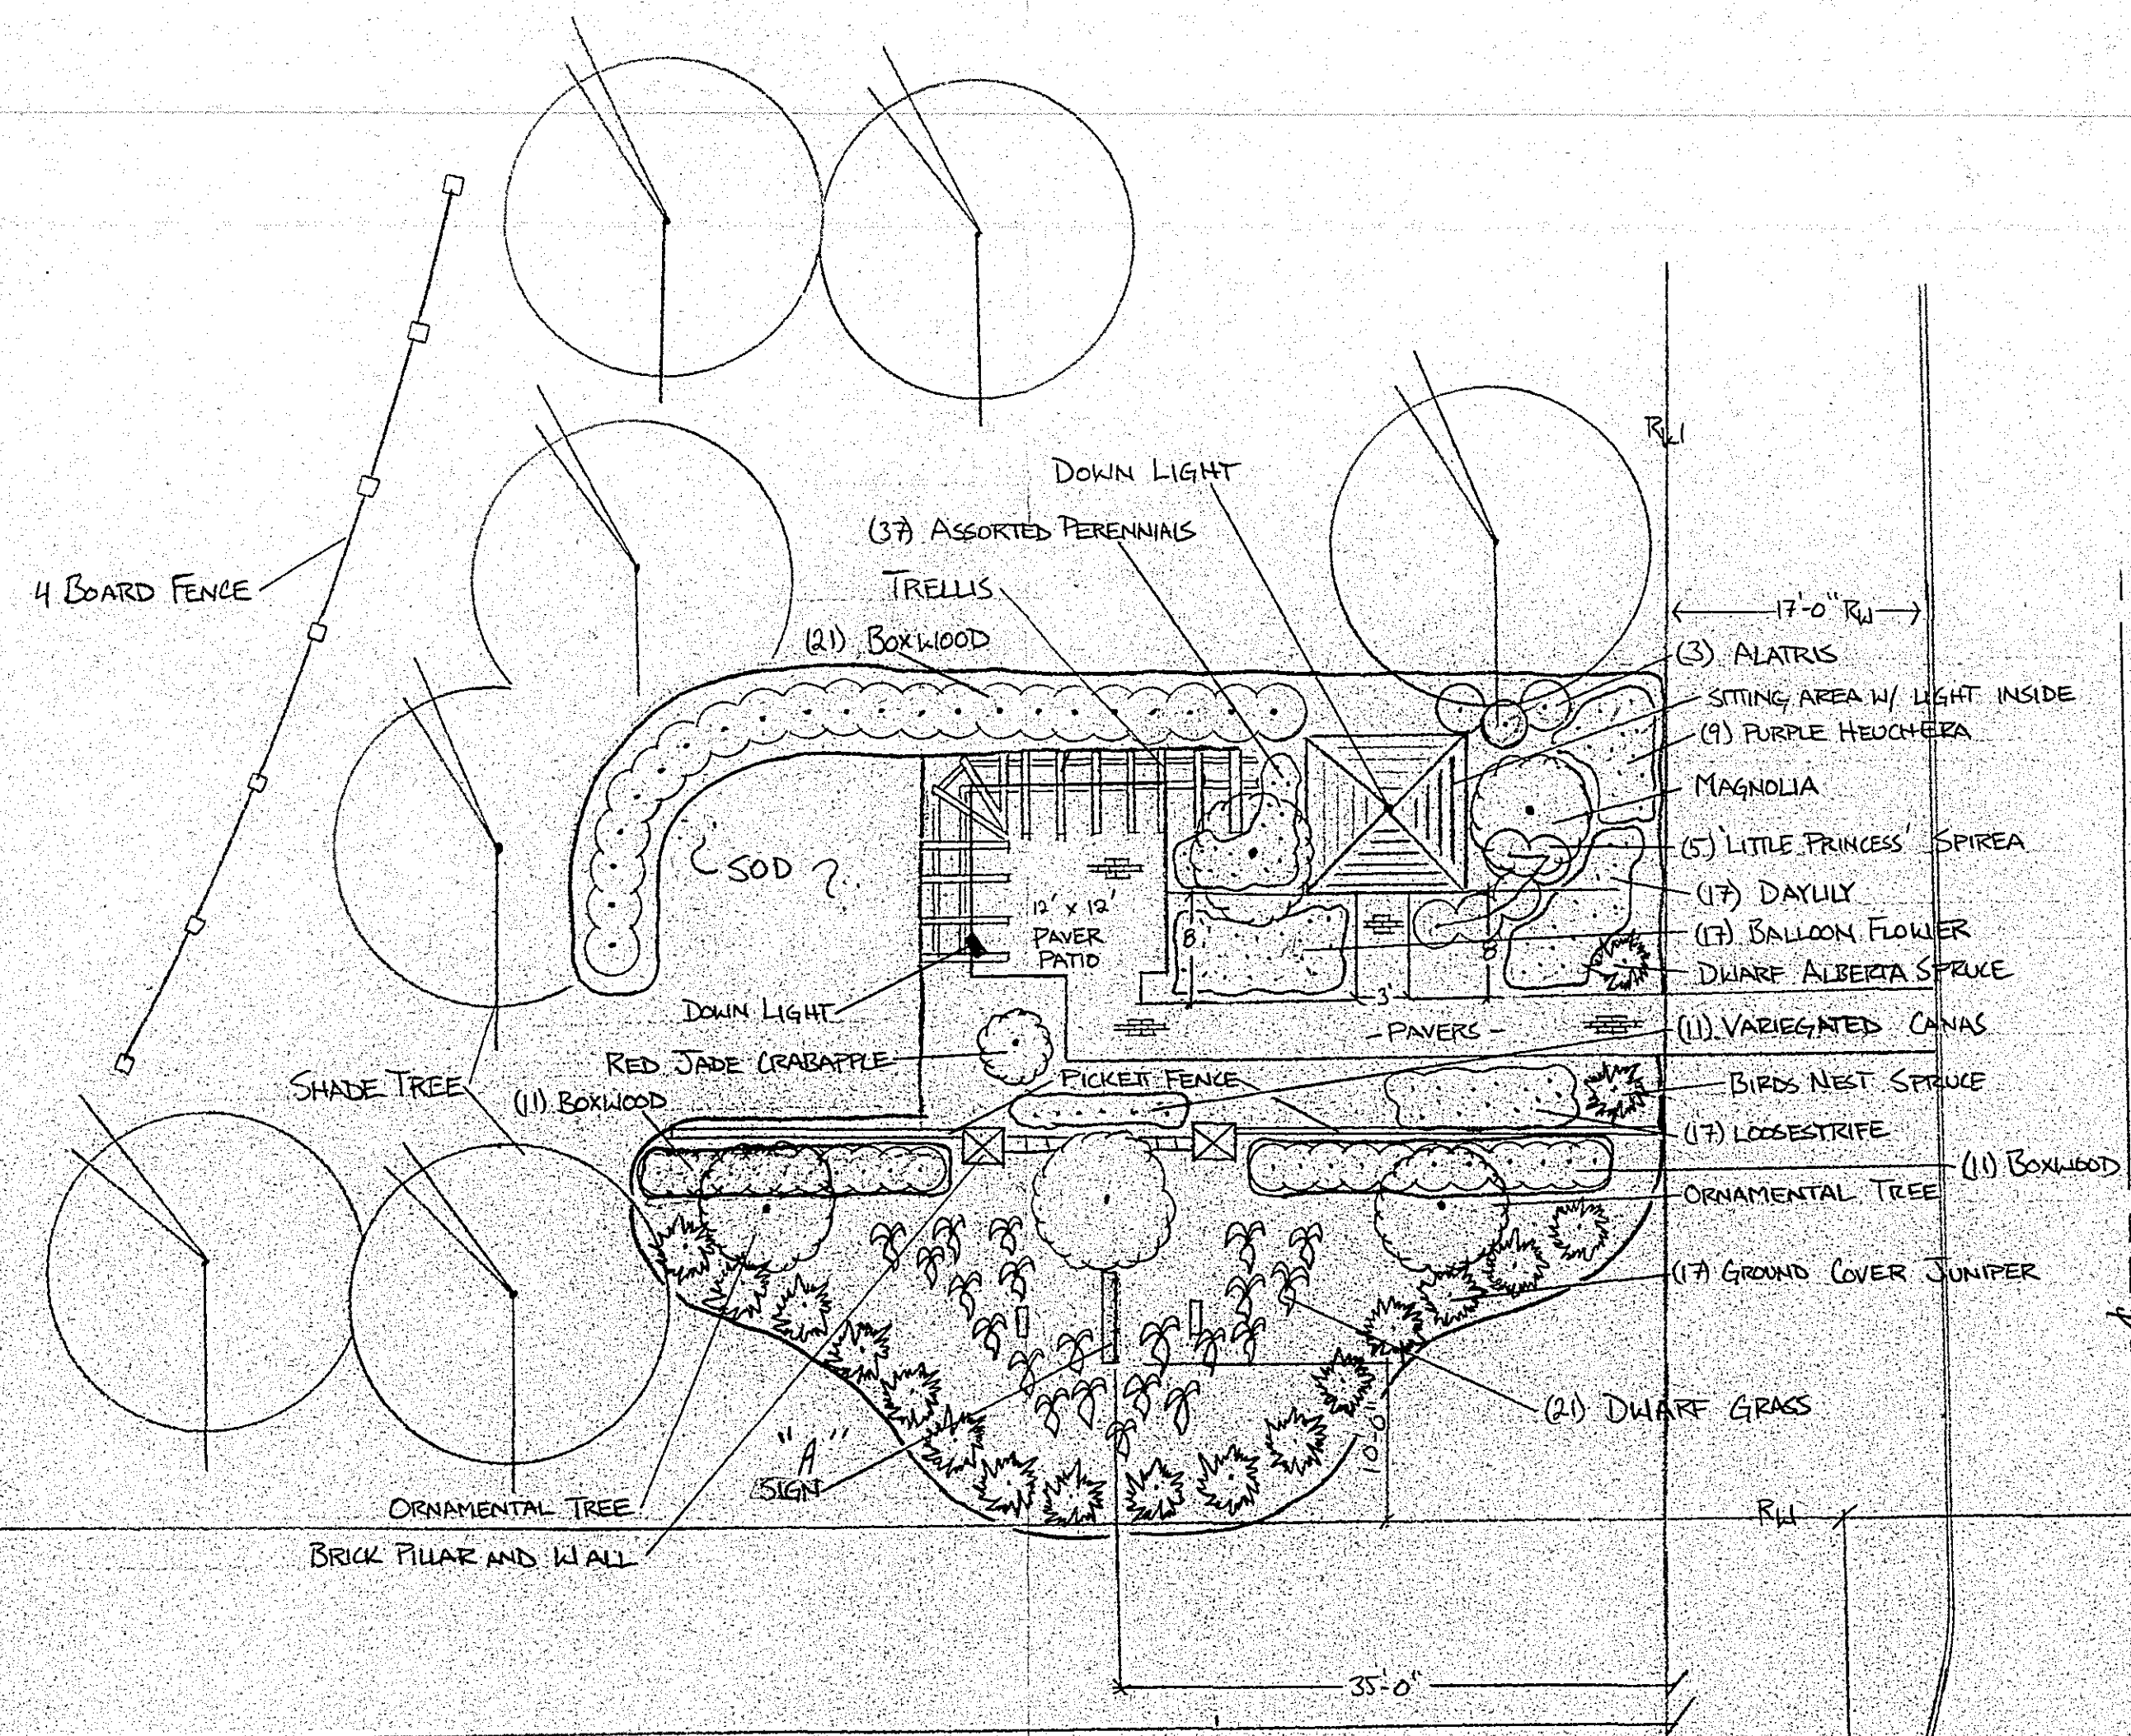 R/W
DOWN LIGHT
(37) ASSORTED PERENNIALS
TRELLIS
4 BOARD FENCE
17'-0" R/W
(21) BOXWOOD
(3) ALATRIS
SITTING AREA W/ LIGHT INSIDE
(9) PURPLE HEUCHERA
MAGNOLIA
(5) 'LITTLE PRINCESS' SPIREA
SOD
(17) DAYLILY
12' x 12'
PAVER
PATIO
8'
8'
(17) BALLOON FLOWER
DWARF ALBERTA SPRUCE
3'
DOWN LIGHT
- PAVERS -
(11) VARIEGATED CANAS
RED JADE CRABAPPLE
PICKETT FENCE
BIRDS NEST SPRUCE
SHADE TREE
(11) BOXWOOD
(17) LOOSESTRIFE
(11) BOXWOOD
ORNAMENTAL TREE
(17) GROUND COVER JUNIPER
(21) DWARF GRASS
10'-0"
"A"
SIGN
ORNAMENTAL TREE
R/W
BRICK PILLAR AND WALL
35'-0"